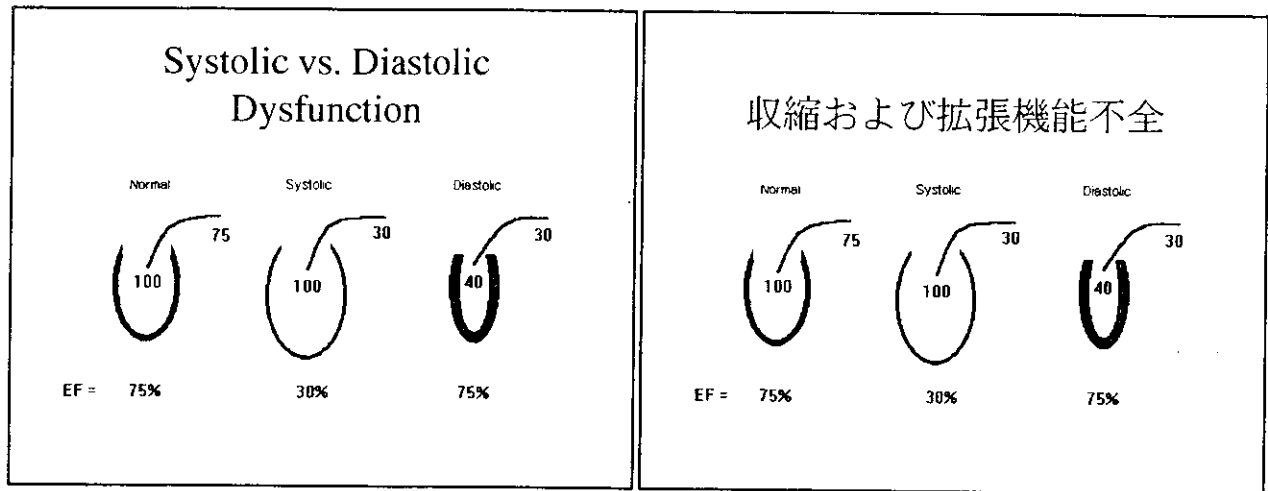 Systolic vs. Diastolic
Dysfunction
Normal Systolic Diastolic
75 30 30
100 100 40
EF = 75% 30% 75%
収縮および拡張機能不全
Normal Systolic Diastolic
75 30 30
100 100 40
EF = 75% 30% 75%